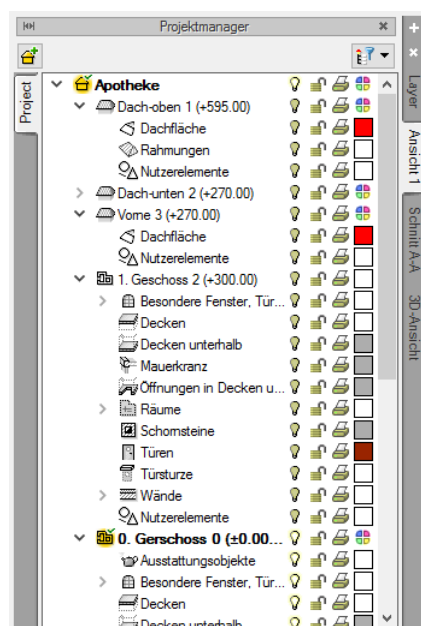 Projektmanager
Project
Apotheke
Dach-oben 1 (+595.00)
Dachfläche
Rahmungen
Nutzerelemente
Dach-unten 2 (+270.00)
Vorne 3 (+270.00)
Dachfläche
Nutzerelemente
1. Geschoss 2 (+300.00)
Besondere Fenster, Tür...
Decken
Decken unterhalb
Mauerkranz
Öffnungen in Decken u...
Räume
Schornsteine
Türen
Türsturze
Wände
Nutzerelemente
0. Gerschoss 0 (±0.00...
Ausstattungsobjekte
Besondere Fenster, Tür...
Decken
Decken unterhalb
Layer
Ansicht 1
Schnitt A-A
3D-Ansicht